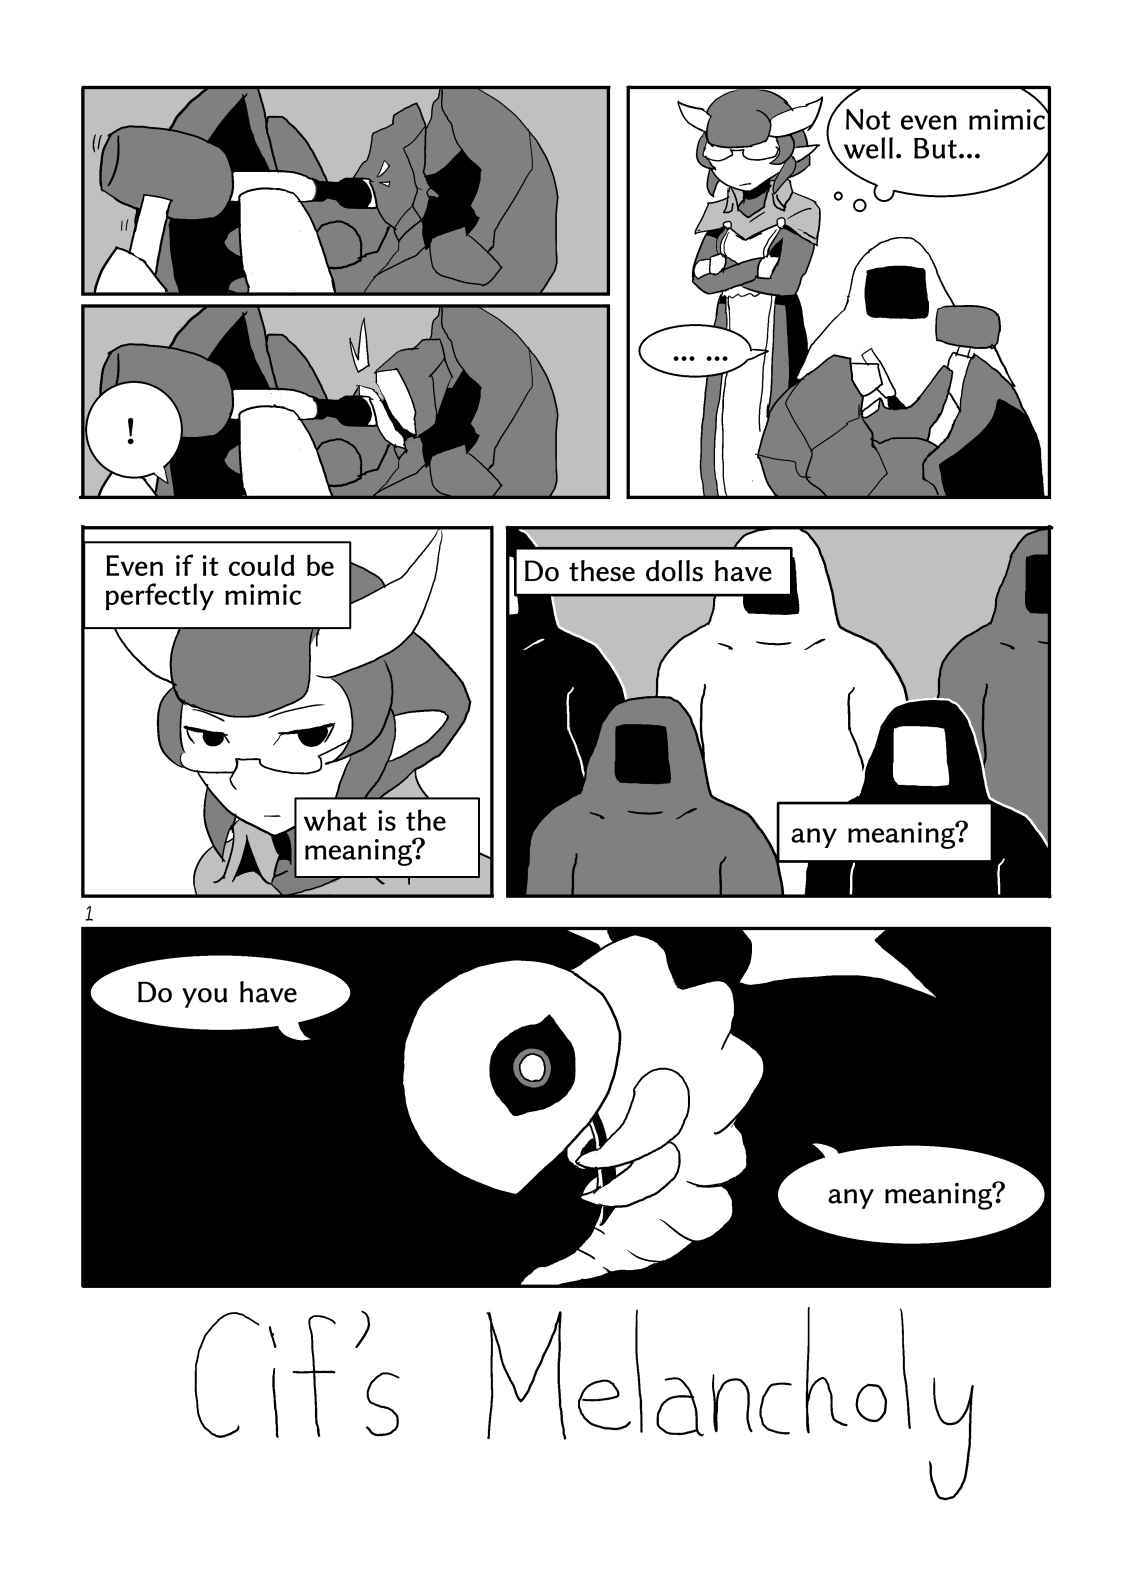 !
Not even mimic
well. But...
... ...
Even if it could be
perfectly mimic
what is the
meaning?
Do these dolls have
any meaning?
1
Do you have
any meaning?
Cif's Melancholy